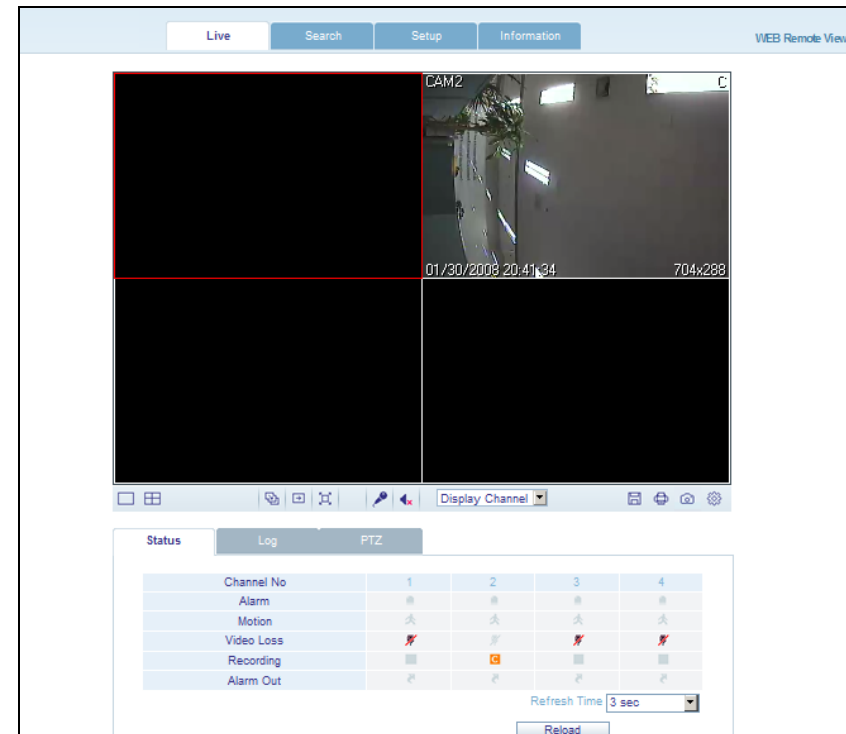 Live Search Setup Information WEB Remote View
CAM2 C
01/30/2008 20:41:34 704x288
Display Channel
Status Log PTZ
Channel No 1 2 3 4
Alarm
Motion
Video Loss
Recording C
Alarm Out
Refresh Time 3 sec
Reload